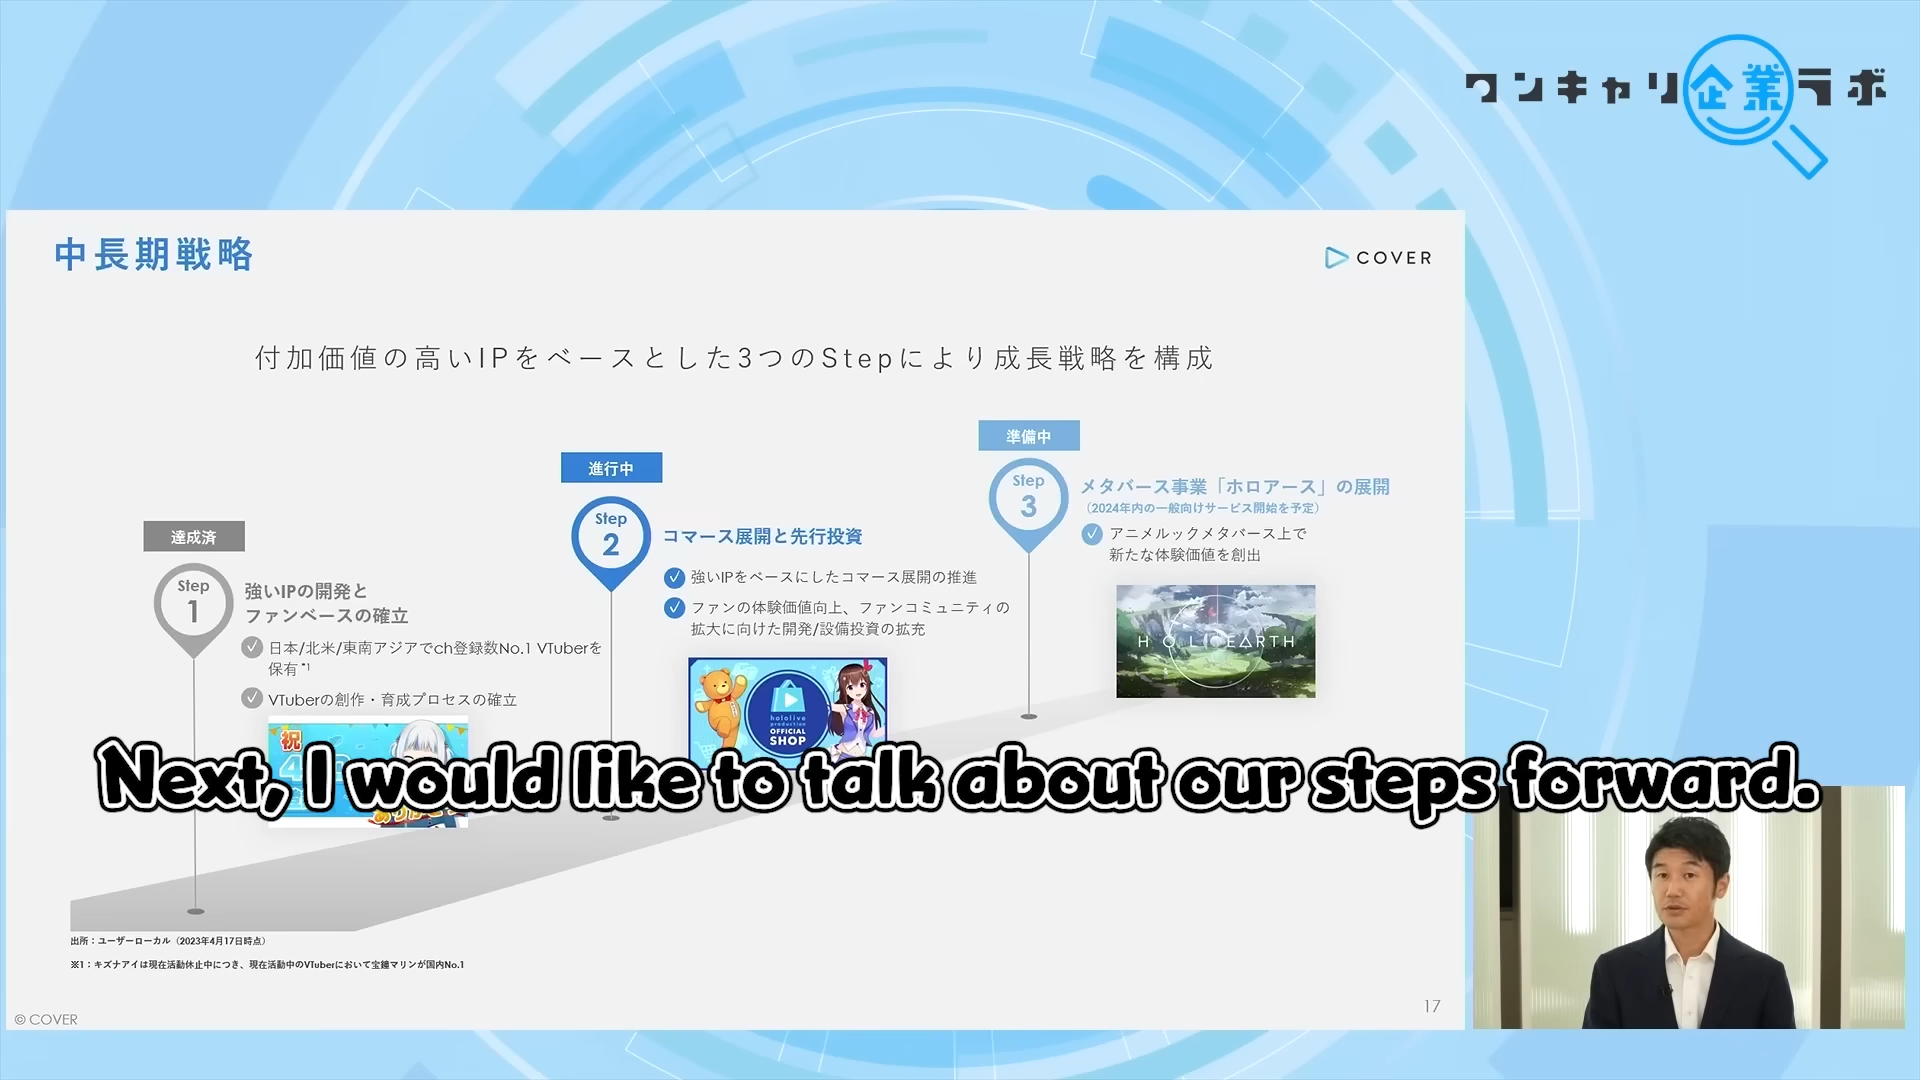 ワンキャリ企業ラボ
中長期戦略
COVER
付加価値の高いIPをベースとした3つのStepにより成長戦略を構成
達成済
Step
1
強いIPの開発と
ファンベースの確立
日本/北米/東南アジアでch登録数No.1 VTuberを
保有*1
VTuberの創作・育成プロセスの確立
祝
進行中
Step
2
コマース展開と先行投資
強いIPをベースにしたコマース展開の推進
ファンの体験価値向上、ファンコミュニティの
拡大に向けた開発/設備投資の拡充
hololive
production
OFFICIAL
SHOP
準備中
Step
3
メタバース事業「ホロアース」の展開
（2024年内の一般向けサービス開始を予定）
アニメルックメタバース上で
新たな体験価値を創出
HOLOEARTH
Next, I would like to talk about our steps forward.
出所：ユーザーローカル（2023年4月17日時点）
※1：キズナアイは現在活動休止中につき、現在活動中のVTuberにおいて宝鐘マリンが国内No.1
© COVER
17